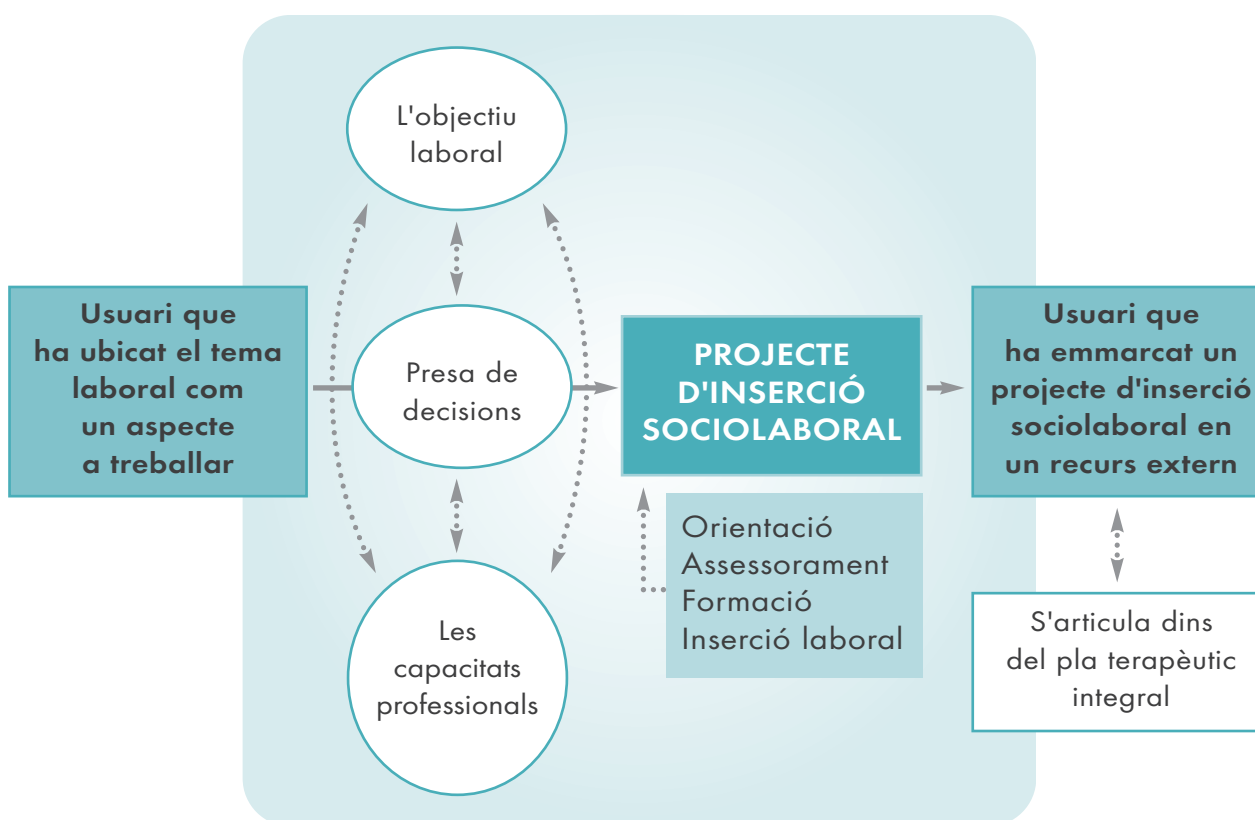 L'objectiu
laboral
Usuari que
ha ubicat el tema
laboral com
un aspecte
a treballar
Presa de
decisions
PROJECTE
D'INSERCIÓ
SOCIOLABORAL
Usuari que
ha emmarcat un
projecte d'inserció
sociolaboral en
un recurs extern
Les
capacitats
professionals
Orientació
Assessorament
Formació
Inserció laboral
S'articula dins
del pla terapèutic
integral